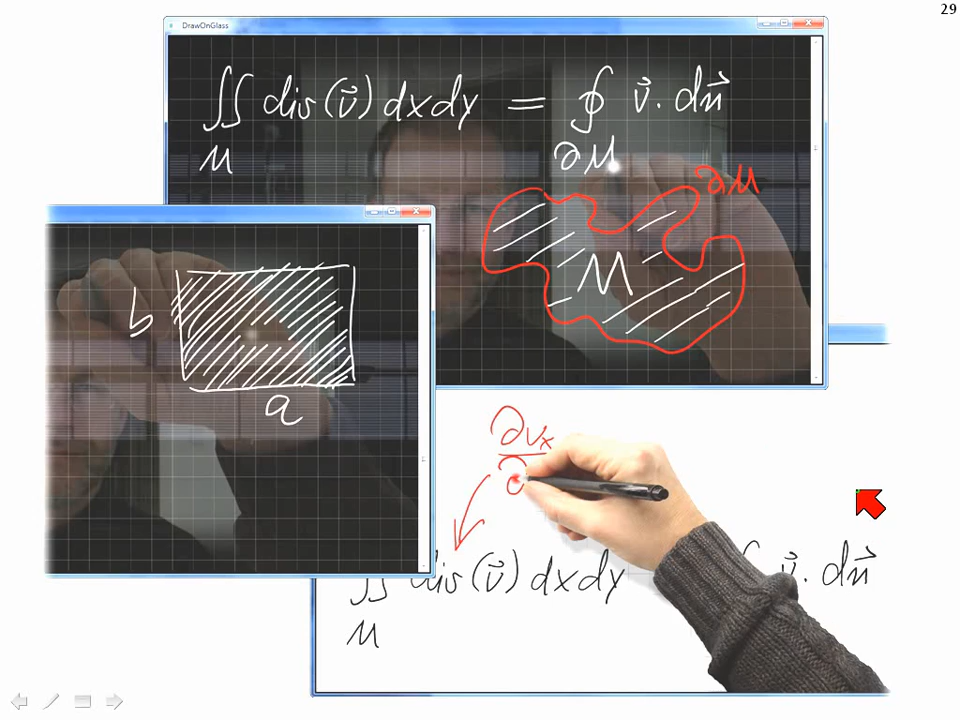 29
DrawOnGlass
∬ div(v⃗) dxdy = ∮ v⃗. dn⃗
M ∂M
∂M
M
b
a
∂vₓ
∂
∬ div(v⃗) dxdy v⃗. dn⃗
M